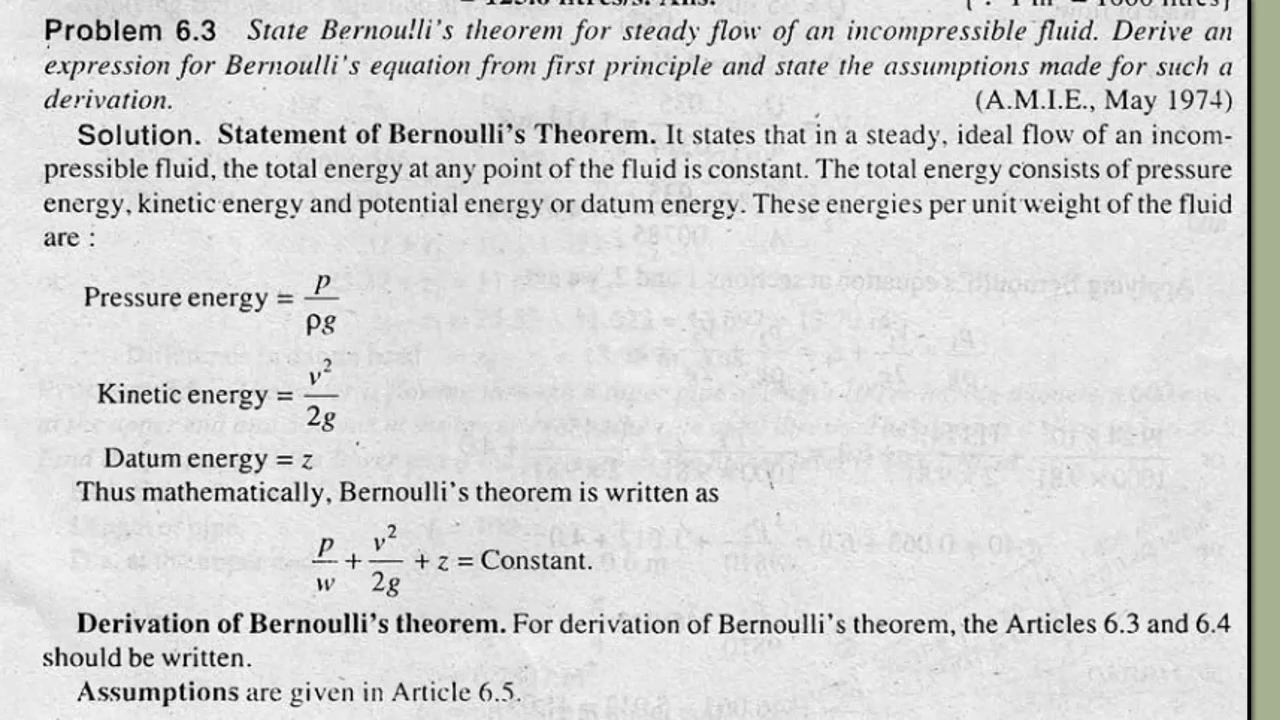 = 125.6 litres/s. Ans.
Problem 6.3 State Bernoulli's theorem for steady flow of an incompressible fluid. Derive an
expression for Bernoulli's equation from first principle and state the assumptions made for such a
derivation. (A.M.I.E., May 1974)
Solution. Statement of Bernoulli's Theorem. It states that in a steady, ideal flow of an incom-
pressible fluid, the total energy at any point of the fluid is constant. The total energy consists of pressure
energy, kinetic energy and potential energy or datum energy. These energies per unit weight of the fluid
are :
Pressure energy = p/ρg
Kinetic energy = v²/2g
Datum energy = z
Thus mathematically, Bernoulli's theorem is written as
p/w + v²/2g + z = Constant.
Derivation of Bernoulli's theorem. For derivation of Bernoulli's theorem, the Articles 6.3 and 6.4
should be written.
Assumptions are given in Article 6.5.